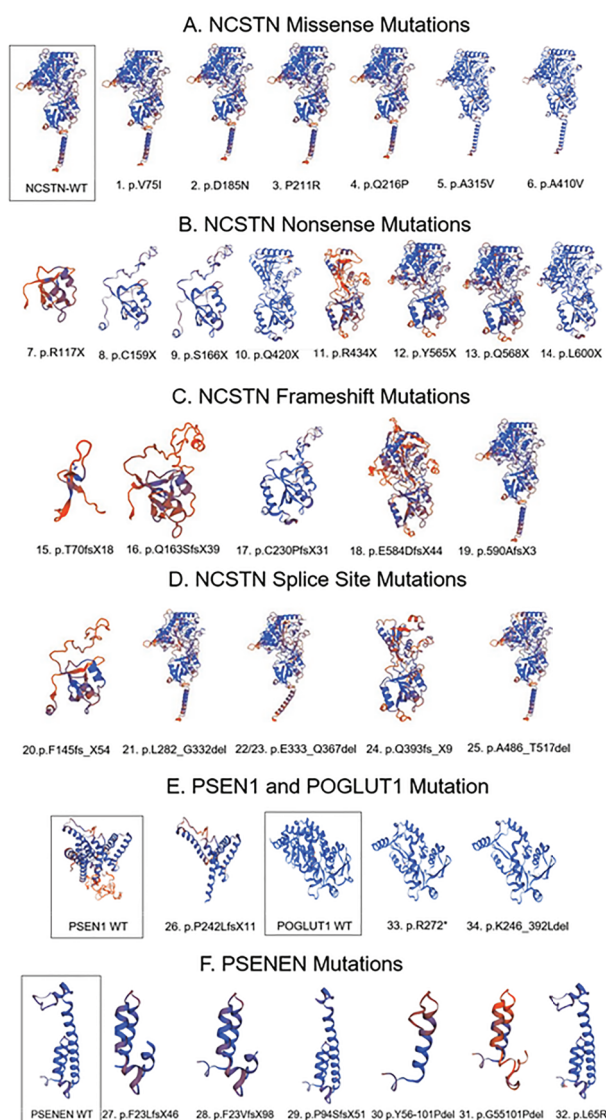 A. NCSTN Missense Mutations
NCSTN-WT 1. p.V75I 2. p.D185N 3. P211R 4. p.Q216P 5. p.A315V 6. p.A410V
B. NCSTN Nonsense Mutations
7. p.R117X 8. p.C159X 9. p.S166X 10. p.Q420X 11. p.R434X 12. p.Y565X 13. p.Q568X 14. p.L600X
C. NCSTN Frameshift Mutations
15. p.T70fsX18 16. p.Q163SfsX39 17. p.C230PfsX31 18. p.E584DfsX44 19. p.590AfsX3
D. NCSTN Splice Site Mutations
20.p.F145fs_X54 21. p.L282_G332del 22/23. p.E333_Q367del 24. p.Q393fs_X9 25. p.A486_T517del
E. PSEN1 and POGLUT1 Mutation
PSEN1 WT 26. p.P242LfsX11 POGLUT1 WT 33. p.R272* 34. p.K246_392Ldel
F. PSENEN Mutations
PSENEN WT 27. p.F23LfsX46 28. p.F23VfsX98 29. p.P94SfsX51 30 p.Y56-101Pdel 31. p.G55101Pdel 32. p.L65R